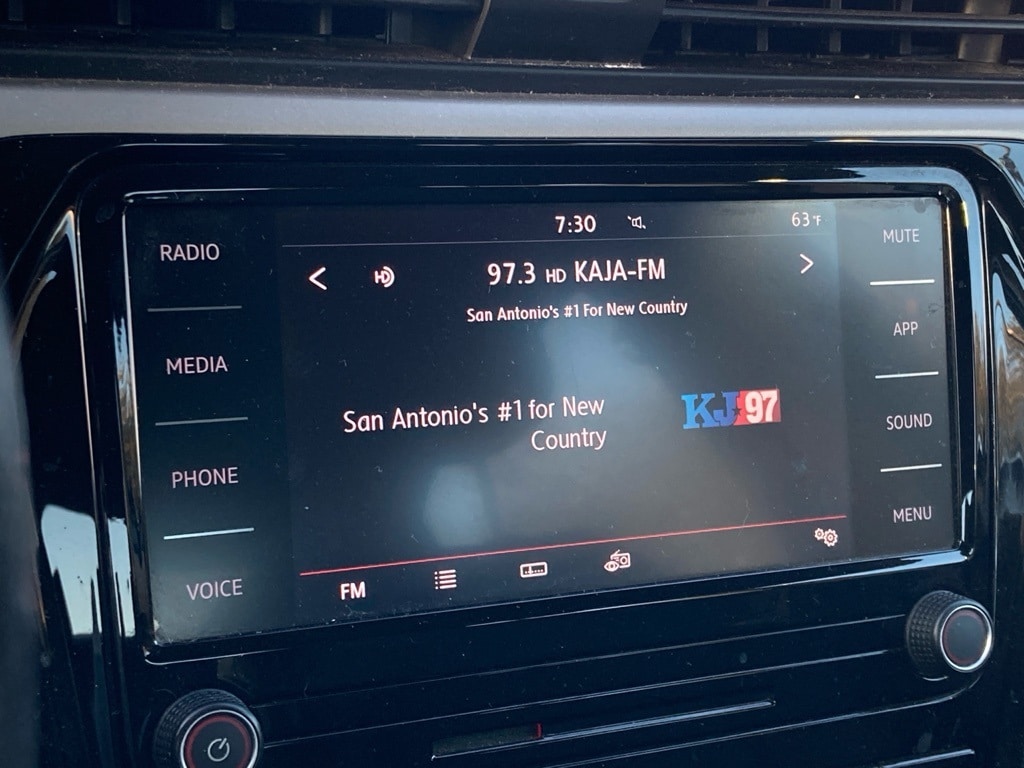 7:30
63°F
RADIO
MEDIA
PHONE
VOICE
HD
97.3 HD KAJA-FM
San Antonio's #1 For New Country
San Antonio's #1 for New
Country
KJ97
FM
MUTE
APP
SOUND
MENU